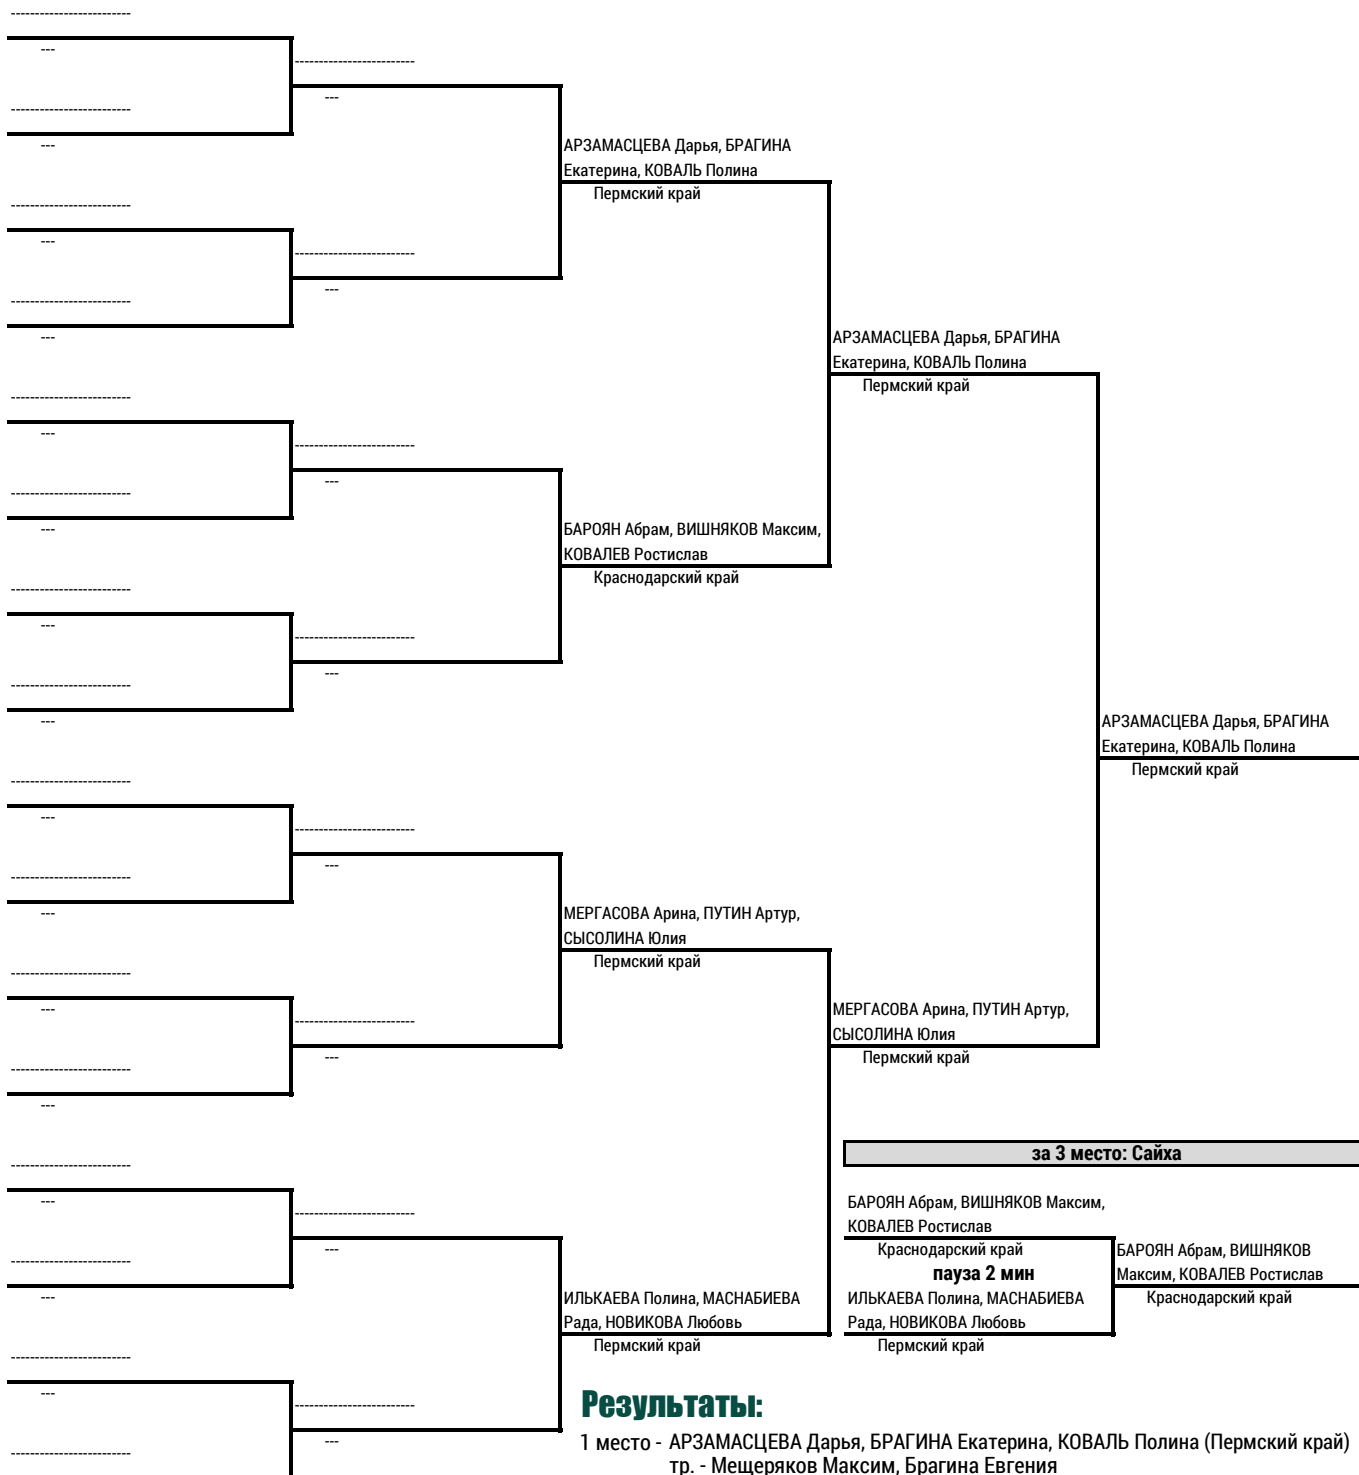 -------------------------
---
-------------------------
---
-------------------------
---
-------------------------
---
-------------------------
---
-------------------------
---
-------------------------
---
-------------------------
---
-------------------------
---
-------------------------
---
-------------------------
---
-------------------------
---
-------------------------
---
-------------------------
---
-------------------------
---
-------------------------
-------------------------
---
-------------------------
---
-------------------------
---
-------------------------
---
-------------------------
---
-------------------------
---
-------------------------
---
-------------------------
---
АРЗАМАСЦЕВА Дарья, БРАГИНА
Екатерина, КОВАЛЬ Полина
Пермский край
БАРОЯН Абрам, ВИШНЯКОВ Максим,
КОВАЛЕВ Ростислав
Краснодарский край
МЕРГАСОВА Арина, ПУТИН Артур,
СЫСОЛИНА Юлия
Пермский край
ИЛЬКАЕВА Полина, МАСНАБИЕВА
Рада, НОВИКОВА Любовь
Пермский край
АРЗАМАСЦЕВА Дарья, БРАГИНА
Екатерина, КОВАЛЬ Полина
Пермский край
МЕРГАСОВА Арина, ПУТИН Артур,
СЫСОЛИНА Юлия
Пермский край
АРЗАМАСЦЕВА Дарья, БРАГИНА
Екатерина, КОВАЛЬ Полина
Пермский край
за 3 место: Сайха
БАРОЯН Абрам, ВИШНЯКОВ Максим,
КОВАЛЕВ Ростислав
Краснодарский край
пауза 2 мин
ИЛЬКАЕВА Полина, МАСНАБИЕВА
Рада, НОВИКОВА Любовь
Пермский край
БАРОЯН Абрам, ВИШНЯКОВ
Максим, КОВАЛЕВ Ростислав
Краснодарский край
Результаты:
1 место - АРЗАМАСЦЕВА Дарья, БРАГИНА Екатерина, КОВАЛЬ Полина (Пермский край)
тр. - Мещеряков Максим, Брагина Евгения